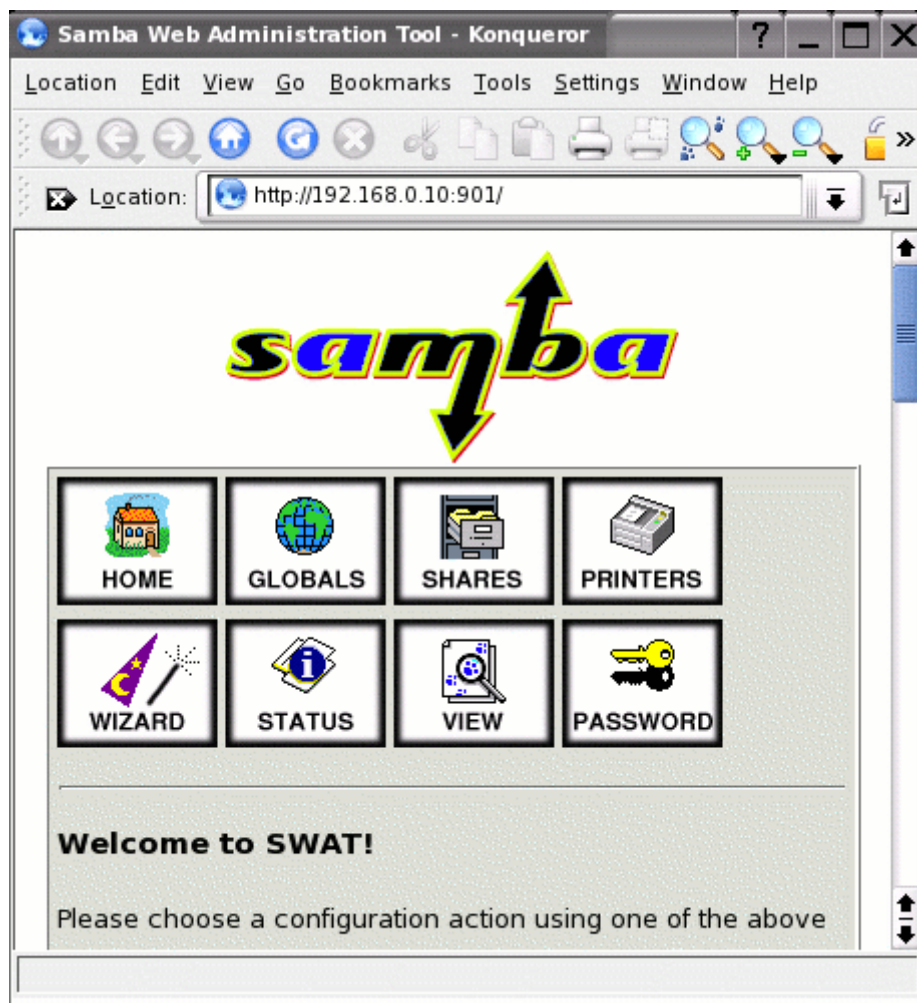 Samba Web Administration Tool - Konqueror
Location Edit View Go Bookmarks Tools Settings Window Help
Location: http://192.168.0.10:901/
samba
HOME GLOBALS SHARES PRINTERS
WIZARD STATUS VIEW PASSWORD
Welcome to SWAT!
Please choose a configuration action using one of the above